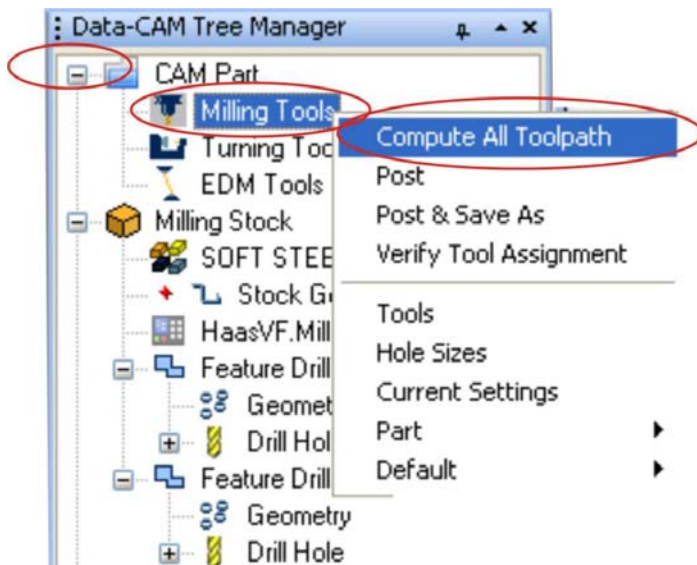 Data-CAM Tree Manager
CAM Part
Milling Tools
Compute All Toolpath
Turning Too
Post
EDM Tools
Post & Save As
Milling Stock
Verify Tool Assignment
SOFT STEE
Stock Ge
Tools
HaasVF.Mill
Hole Sizes
Feature Drill
Current Settings
Geomet
Part
Drill Hol
Default
Feature Drill
Geometry
Drill Hole